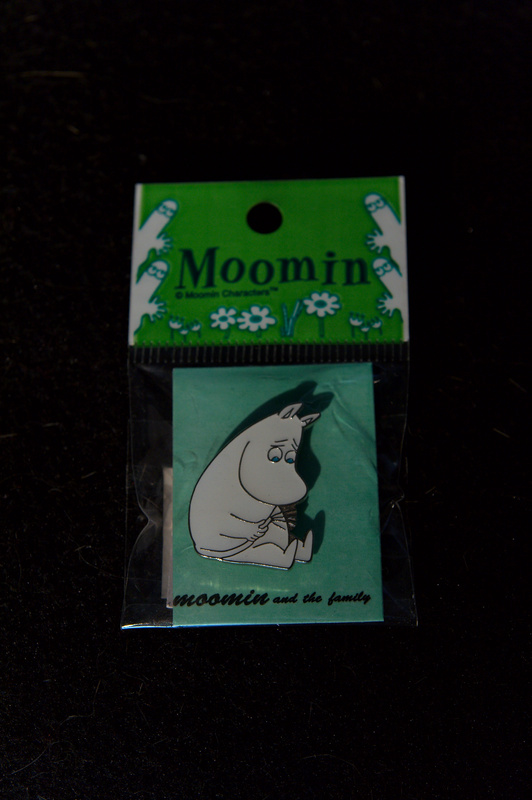 Moomin
© Moomin Characters™
moomin and the family